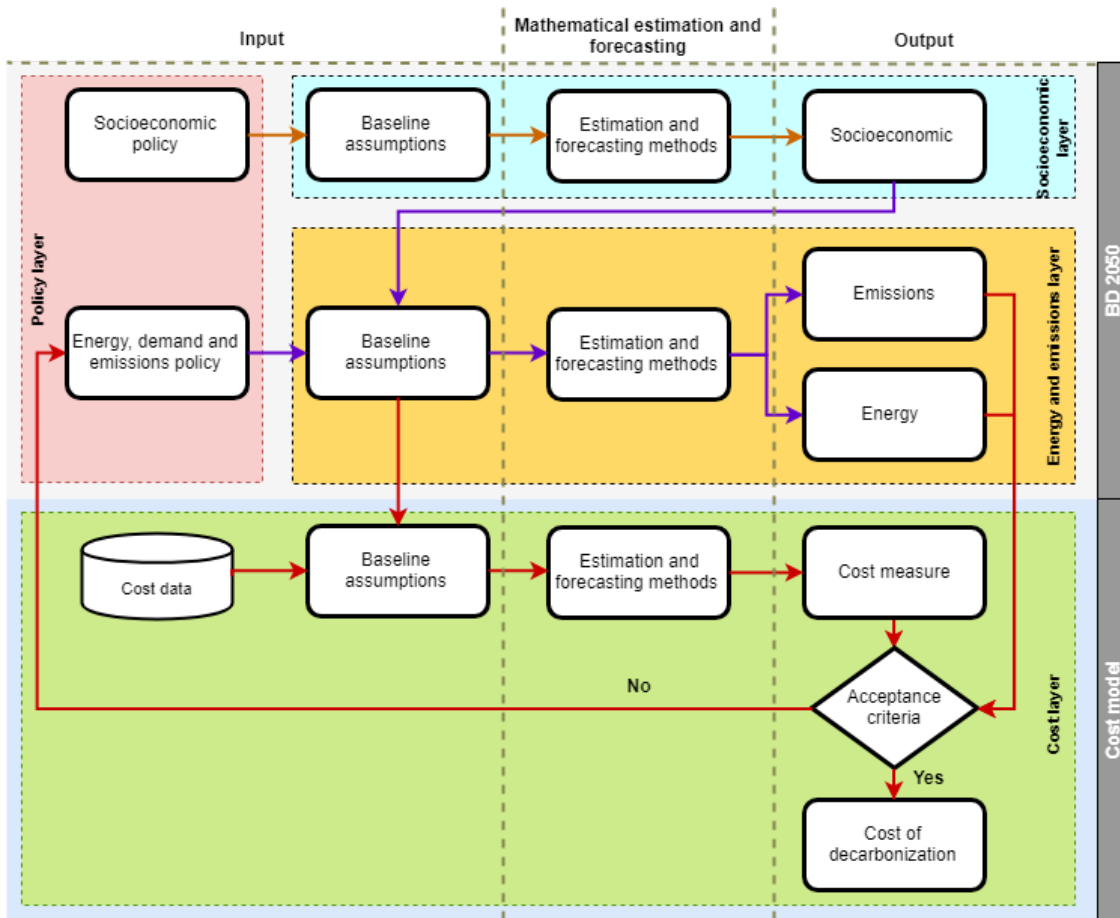 Input
Mathematical estimation and
forecasting
Output
Socioeconomic
policy
Baseline
assumptions
Estimation and
forecasting methods
Socioeconomic
Socioeconomic
layer
Policy layer
Energy, demand and
emissions policy
Baseline
assumptions
Estimation and
forecasting methods
Emissions
Energy
Energy and emissions layer
BD 2050
Cost data
Baseline
assumptions
Estimation and
forecasting methods
Cost measure
No
Acceptance
criteria
Yes
Cost of
decarbonization
Cost layer
Cost model